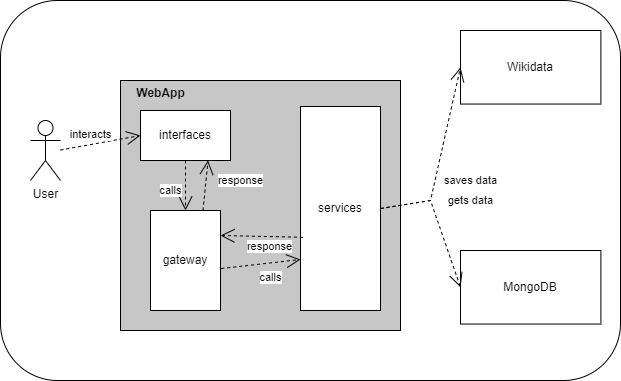 Wikidata
WebApp
interacts
interfaces
User
calls
response
saves data
gets data
services
gateway
response
calls
MongoDB